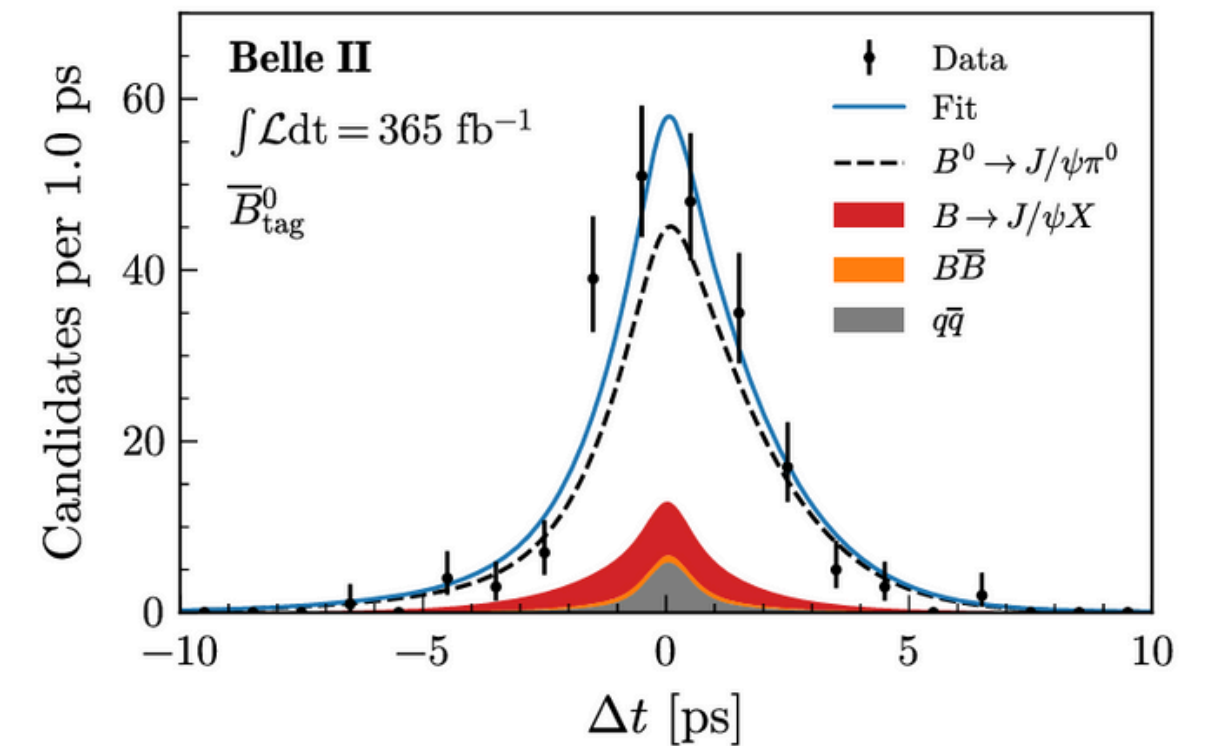 Belle II
∫ℒdt = 365 fb⁻¹
B̅⁰tag
Data
Fit
B⁰ → J/ψπ⁰
B → J/ψX
BB̅
qq̅
Candidates per 1.0 ps
60
40
20
0
−10
−5
0
5
10
Δt [ps]